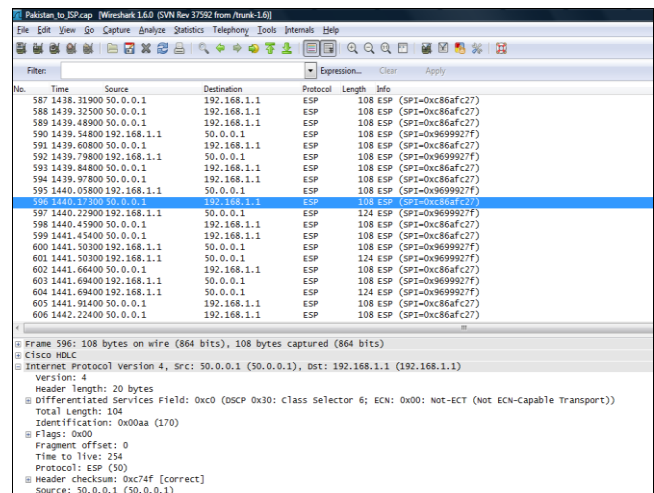 Pakistan_to_ISP.cap [Wireshark 1.6.0 (SVN Rev 37592 from /trunk-1.6)]
File Edit View Go Capture Analyze Statistics Telephony Tools Internals Help
Filter: Expression... Clear Apply
No. Time Source Destination Protocol Length Info
587 1438.31900 50.0.0.1 192.168.1.1 ESP 108 ESP (SPI=0xc86afc27)
588 1439.32500 50.0.0.1 192.168.1.1 ESP 108 ESP (SPI=0xc86afc27)
589 1439.48900 50.0.0.1 192.168.1.1 ESP 108 ESP (SPI=0xc86afc27)
590 1439.54800 192.168.1.1 50.0.0.1 ESP 108 ESP (SPI=0x9699927f)
591 1439.60800 50.0.0.1 192.168.1.1 ESP 108 ESP (SPI=0xc86afc27)
592 1439.79800 192.168.1.1 50.0.0.1 ESP 108 ESP (SPI=0x9699927f)
593 1439.84800 50.0.0.1 192.168.1.1 ESP 108 ESP (SPI=0xc86afc27)
594 1439.97800 50.0.0.1 192.168.1.1 ESP 108 ESP (SPI=0xc86afc27)
595 1440.05800 192.168.1.1 50.0.0.1 ESP 108 ESP (SPI=0x9699927f)
596 1440.17300 50.0.0.1 192.168.1.1 ESP 108 ESP (SPI=0xc86afc27)
597 1440.22900 192.168.1.1 50.0.0.1 ESP 124 ESP (SPI=0x9699927f)
598 1440.45900 50.0.0.1 192.168.1.1 ESP 108 ESP (SPI=0xc86afc27)
599 1441.45400 50.0.0.1 192.168.1.1 ESP 108 ESP (SPI=0xc86afc27)
600 1441.50300 192.168.1.1 50.0.0.1 ESP 108 ESP (SPI=0x9699927f)
601 1441.50300 192.168.1.1 50.0.0.1 ESP 124 ESP (SPI=0x9699927f)
602 1441.66400 50.0.0.1 192.168.1.1 ESP 108 ESP (SPI=0xc86afc27)
603 1441.69400 192.168.1.1 50.0.0.1 ESP 108 ESP (SPI=0x9699927f)
604 1441.69400 192.168.1.1 50.0.0.1 ESP 124 ESP (SPI=0x9699927f)
605 1441.91400 50.0.0.1 192.168.1.1 ESP 108 ESP (SPI=0xc86afc27)
606 1442.22400 50.0.0.1 192.168.1.1 ESP 108 ESP (SPI=0xc86afc27)
Frame 596: 108 bytes on wire (864 bits), 108 bytes captured (864 bits)
Cisco HDLC
Internet Protocol Version 4, Src: 50.0.0.1 (50.0.0.1), Dst: 192.168.1.1 (192.168.1.1)
Version: 4
Header length: 20 bytes
Differentiated Services Field: 0xc0 (DSCP 0x30: Class Selector 6; ECN: 0x00: Not-ECT (Not ECN-Capable Transport))
Total Length: 104
Identification: 0x00aa (170)
Flags: 0x00
Fragment offset: 0
Time to live: 254
Protocol: ESP (50)
Header checksum: 0xc74f [correct]
Source: 50.0.0.1 (50.0.0.1)